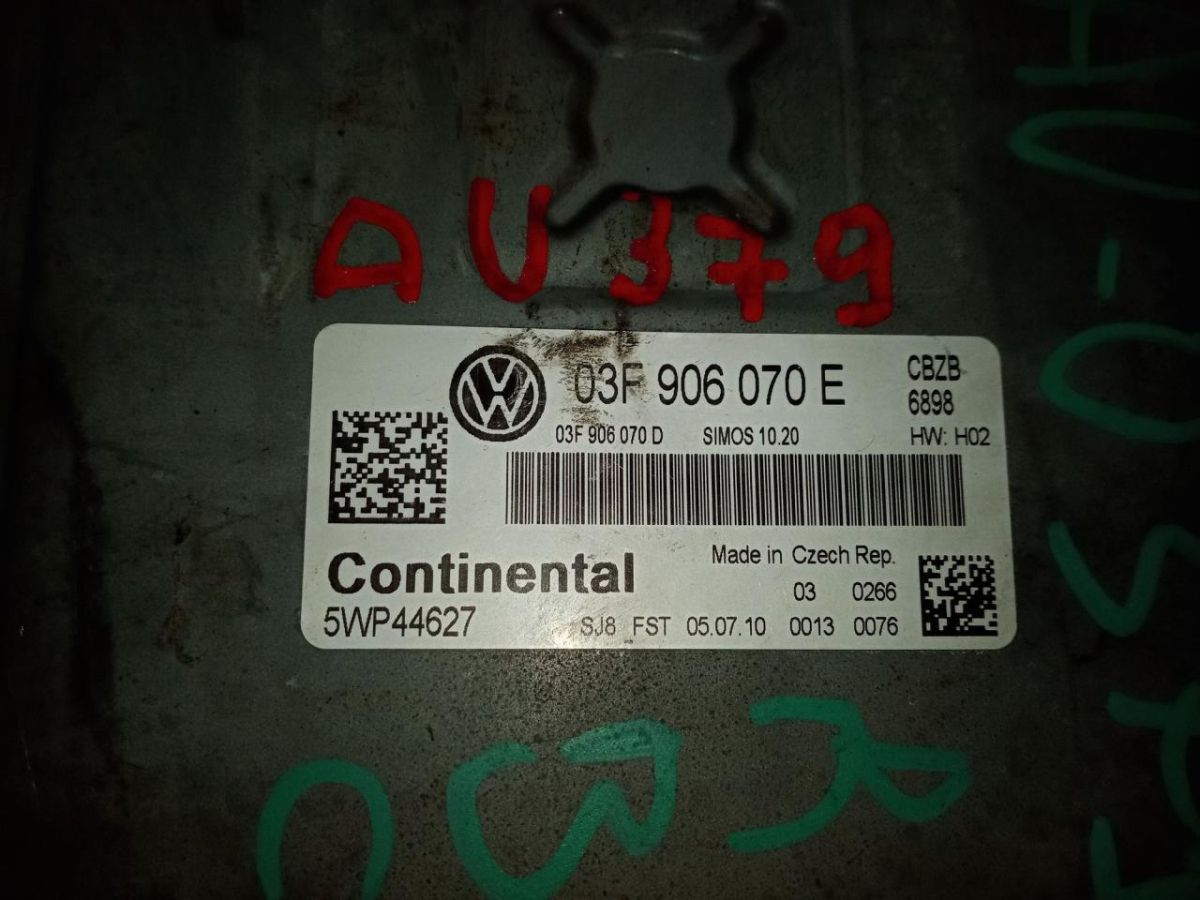 AU379
03F 906 070 E
CBZB
6898
03F 906 070 D SIMOS 10.20 HW: H02
Made in Czech Rep.
Continental
03 0266
5WP44627
SJ8 FST 05.07.10 0013 0076